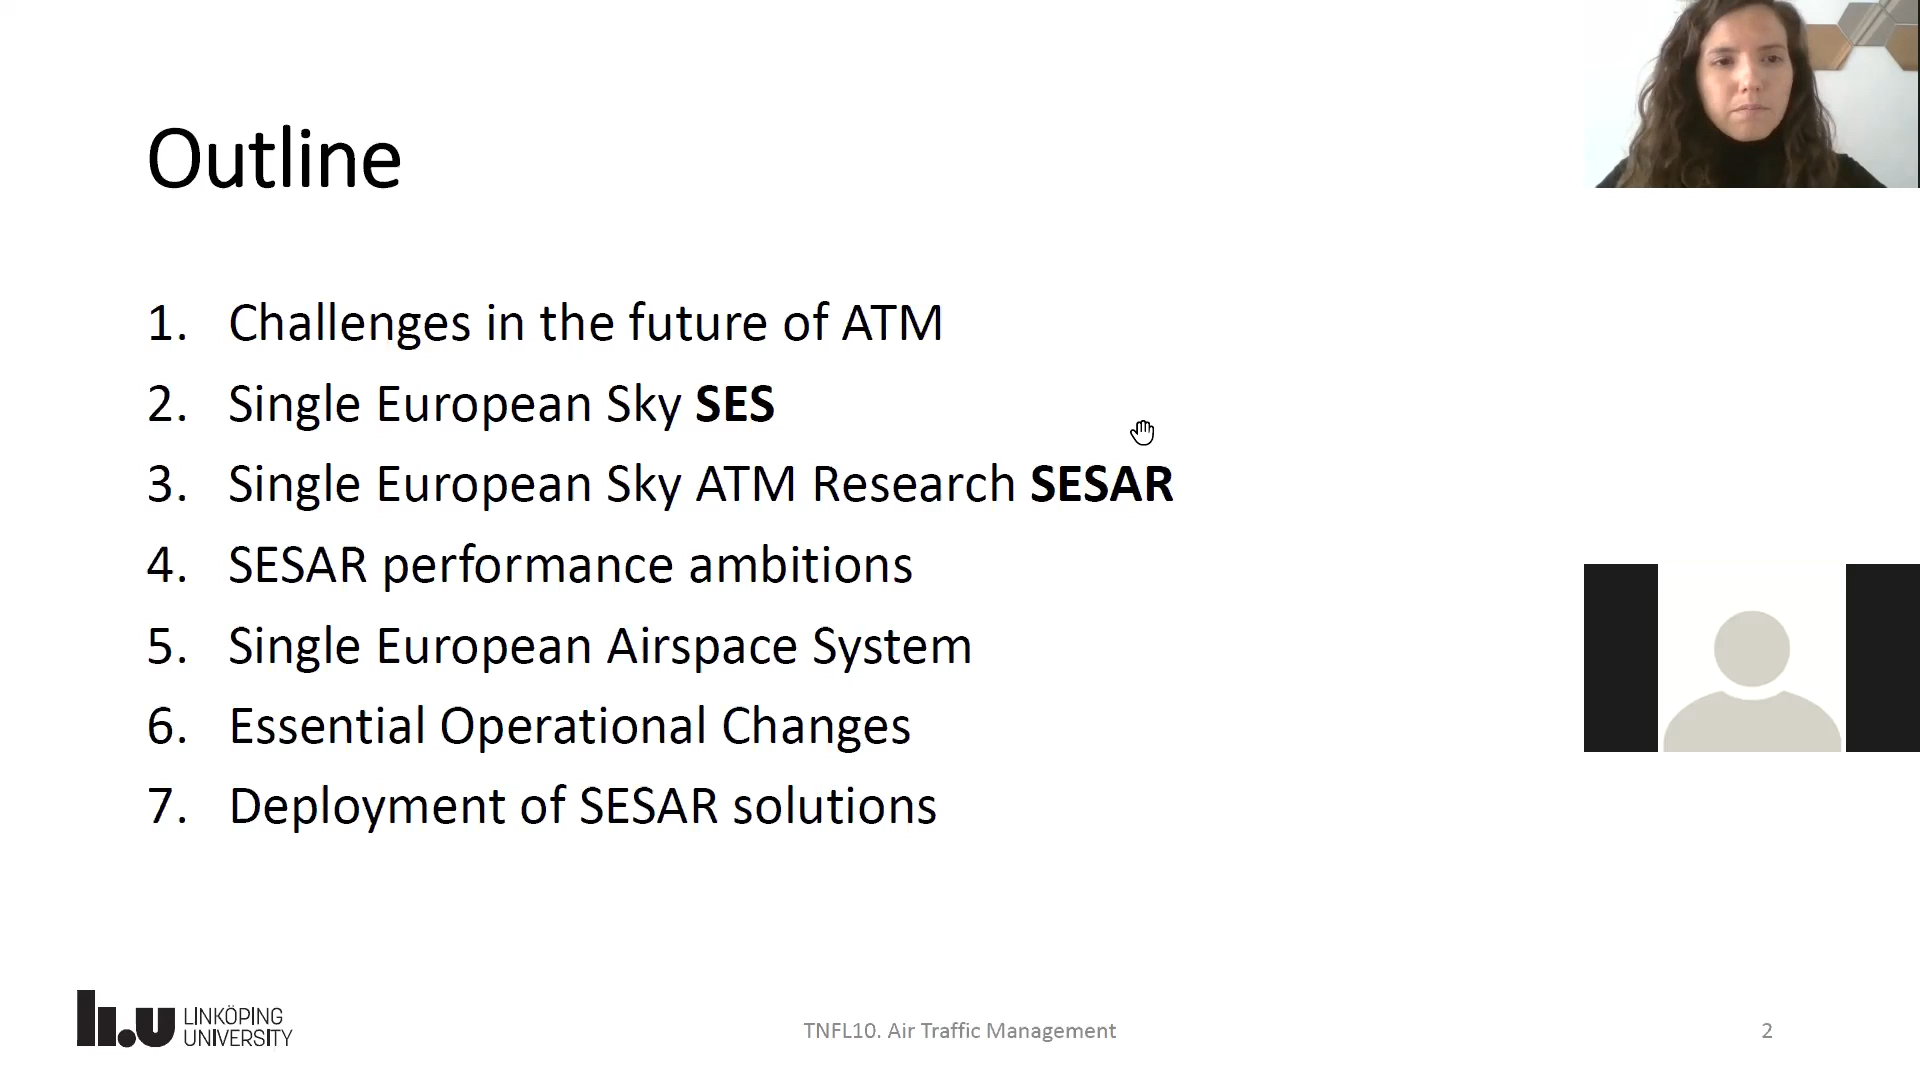 Outline
1. Challenges in the future of ATM
2. Single European Sky SES
3. Single European Sky ATM Research SESAR
4. SESAR performance ambitions
5. Single European Airspace System
6. Essential Operational Changes
7. Deployment of SESAR solutions
li.u LINKÖPING
UNIVERSITY
TNFL10. Air Traffic Management
2